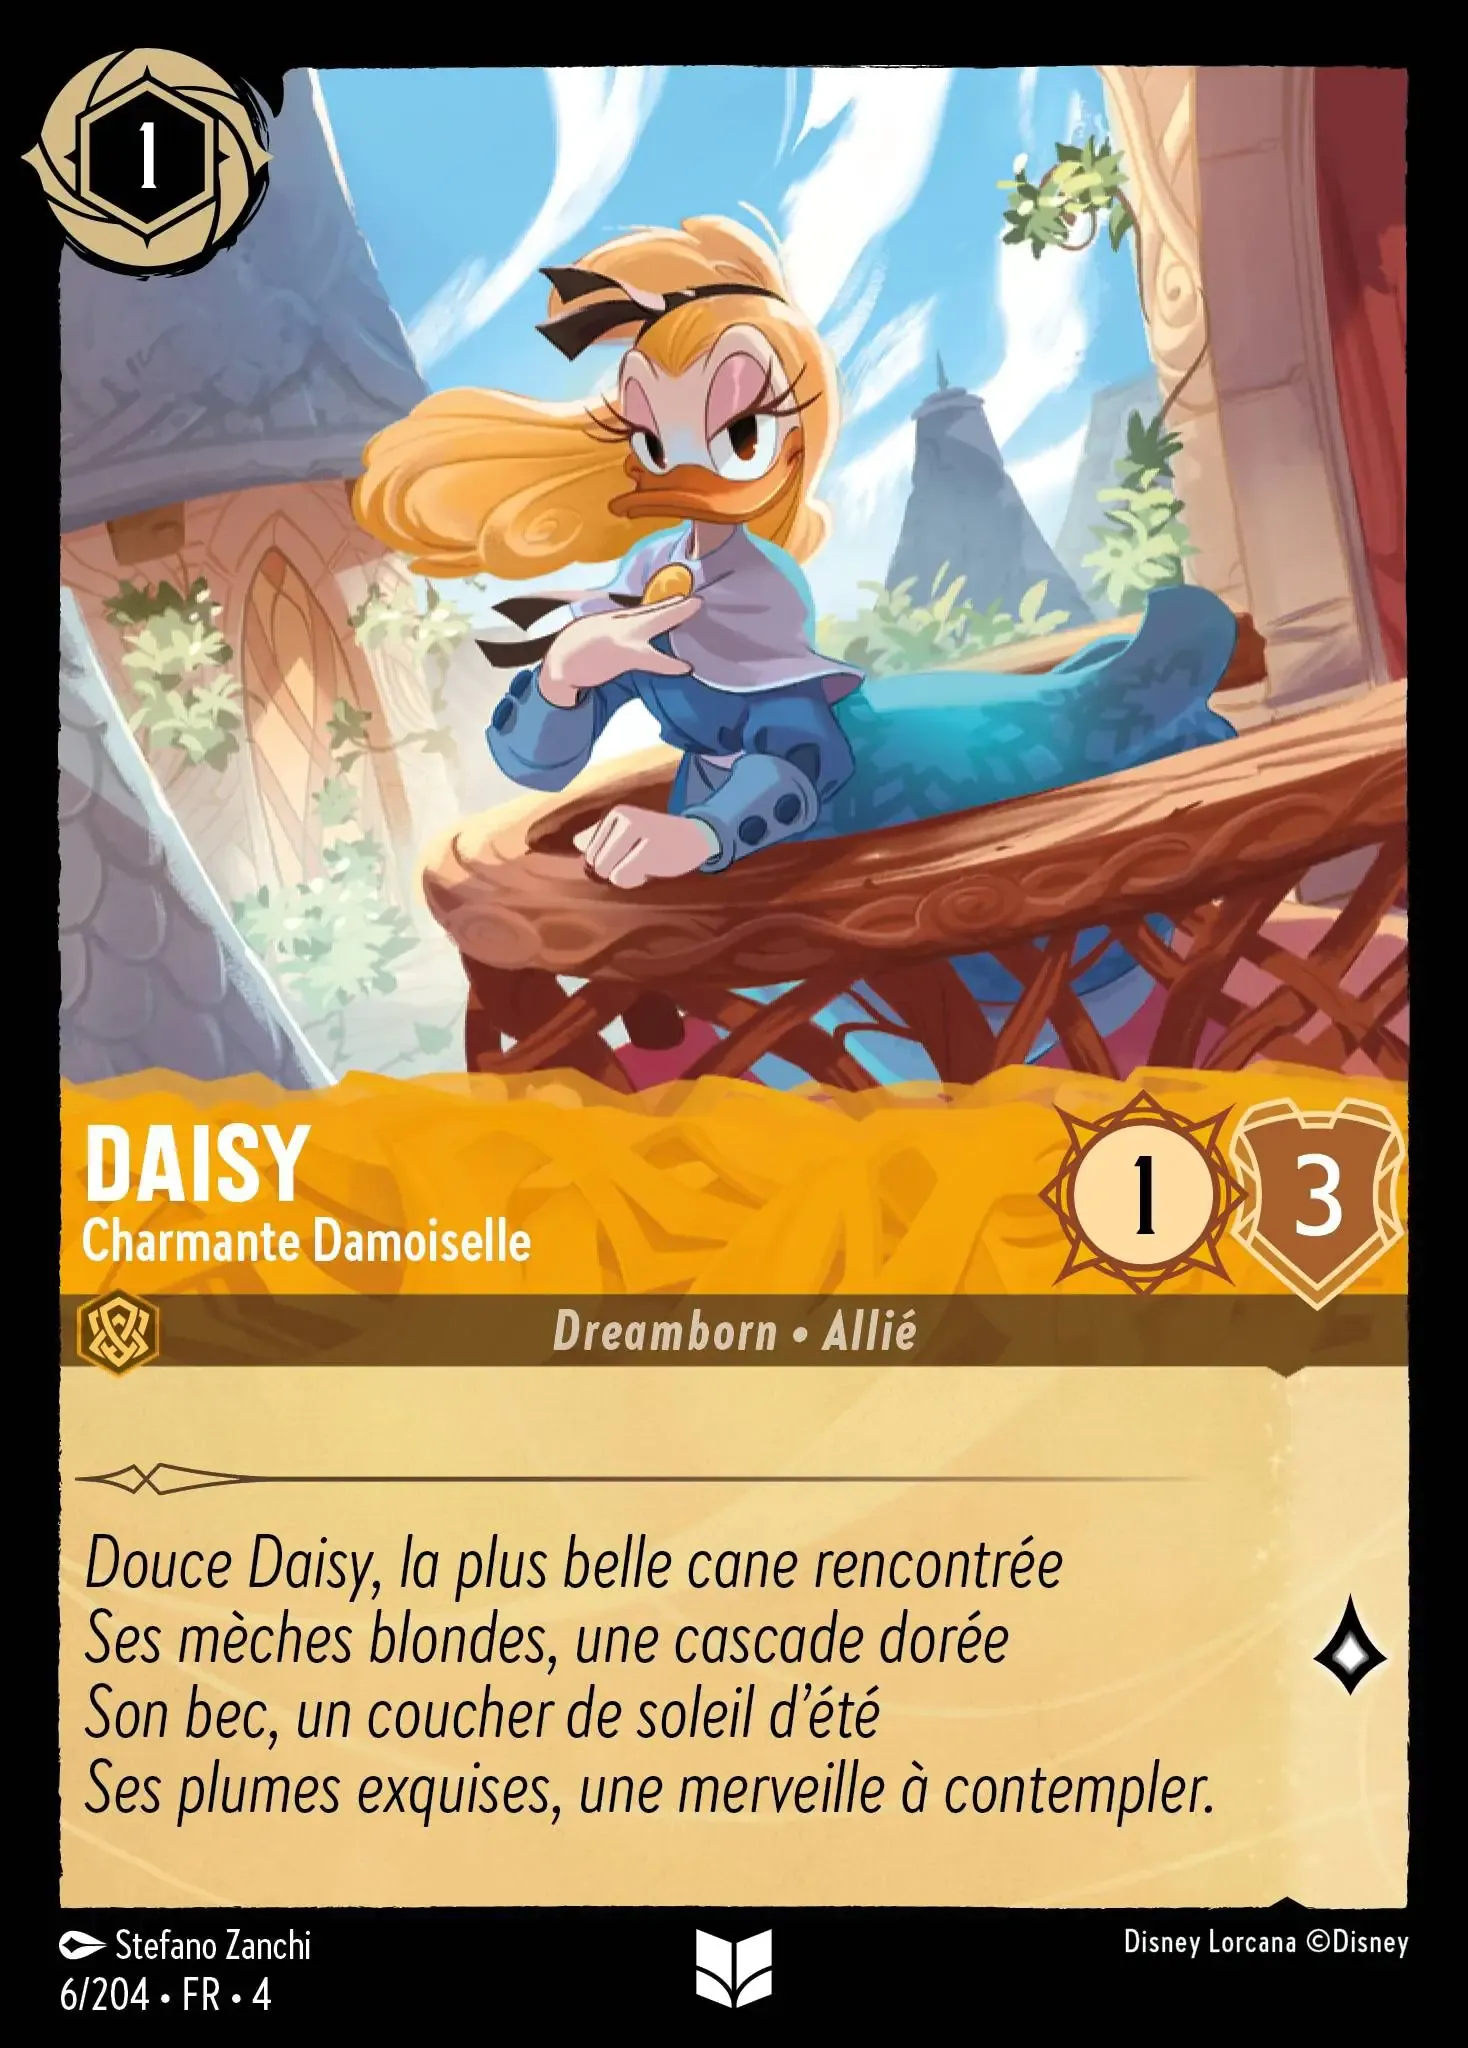 1
DAISY
Charmante Damoiselle
1
3
Dreamborn • Allié
Douce Daisy, la plus belle cane rencontrée
Ses mèches blondes, une cascade dorée
Son bec, un coucher de soleil d’été
Ses plumes exquises, une merveille à contempler.
Stefano Zanchi
Disney Lorcana ©Disney
6/204 • FR • 4